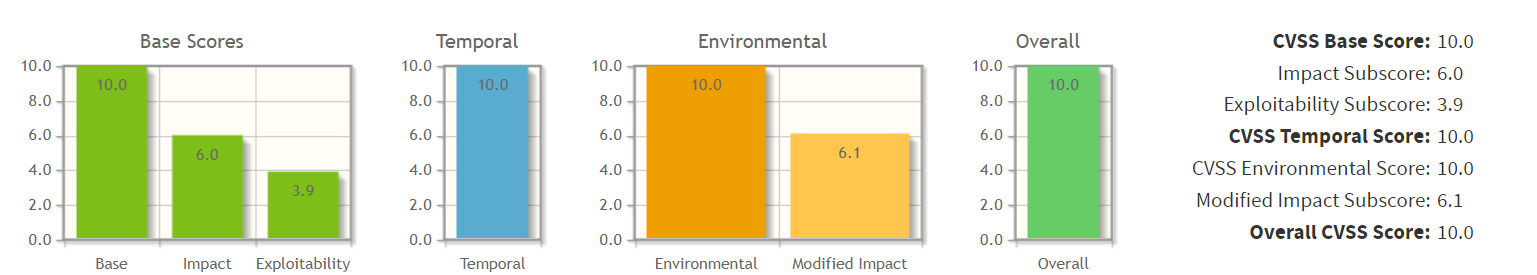 Base Scores
10.0
8.0
6.0
4.0
2.0
0.0
10.0
6.0
3.9
Base Impact Exploitability
Temporal
10.0
8.0
6.0
4.0
2.0
0.0
10.0
Temporal
Environmental
10.0
8.0
6.0
4.0
2.0
0.0
10.0
6.1
Environmental Modified Impact
Overall
10.0
8.0
6.0
4.0
2.0
0.0
10.0
Overall
CVSS Base Score: 10.0
Impact Subscore: 6.0
Exploitability Subscore: 3.9
CVSS Temporal Score: 10.0
CVSS Environmental Score: 10.0
Modified Impact Subscore: 6.1
Overall CVSS Score: 10.0